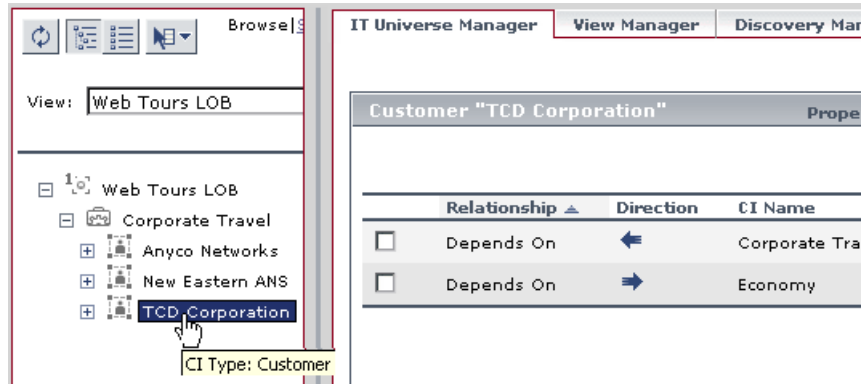 Browse
View: Web Tours LOB
1 Web Tours LOB
Corporate Travel
Anyco Networks
New Eastern ANS
TCD Corporation
CI Type: Customer
IT Universe Manager View Manager Discovery Mar
Customer "TCD Corporation" Prope
Relationship Direction CI Name
Depends On Corporate Tra
Depends On Economy